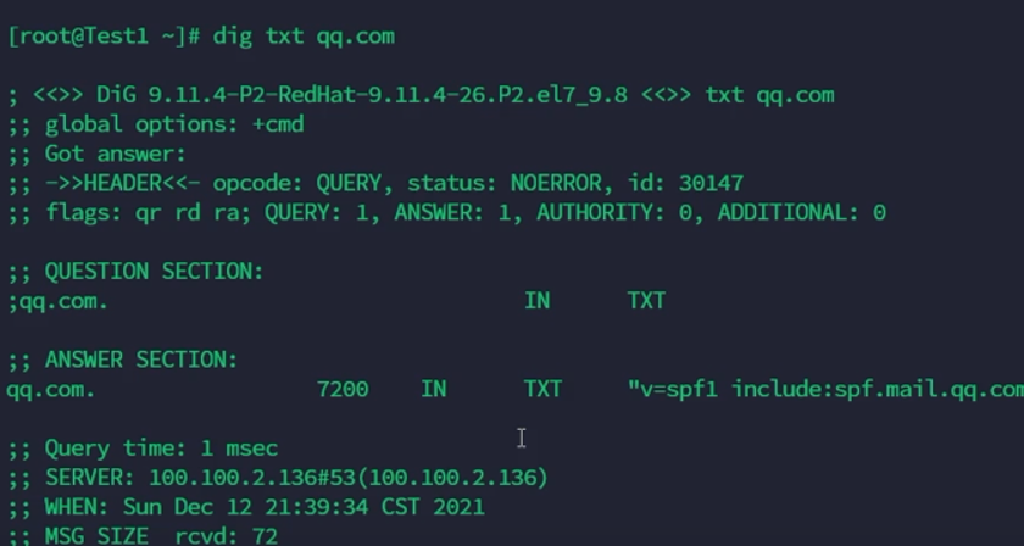 [root@Test1 ~]# dig txt qq.com
; <<>> DiG 9.11.4-P2-RedHat-9.11.4-26.P2.el7_9.8 <<>> txt qq.com
;; global options: +cmd
;; Got answer:
;; ->>HEADER<<- opcode: QUERY, status: NOERROR, id: 30147
;; flags: qr rd ra; QUERY: 1, ANSWER: 1, AUTHORITY: 0, ADDITIONAL: 0
;; QUESTION SECTION:
;qq.com. IN TXT
;; ANSWER SECTION:
qq.com. 7200 IN TXT "v=spf1 include:spf.mail.qq.com
;; Query time: 1 msec
;; SERVER: 100.100.2.136#53(100.100.2.136)
;; WHEN: Sun Dec 12 21:39:34 CST 2021
;; MSG SIZE rcvd: 72